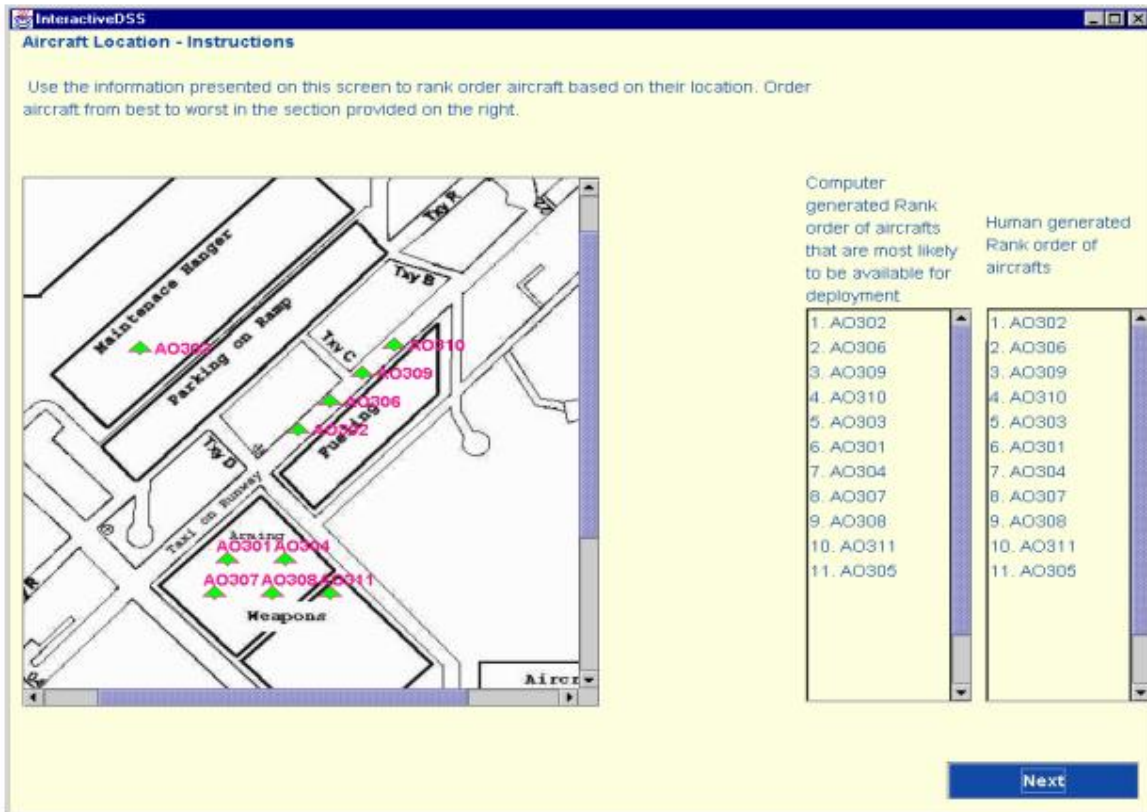 InteractiveDSS
Aircraft Location - Instructions
Use the information presented on this screen to rank order aircraft based on their location. Order
aircraft from best to worst in the section provided on the right.
Maintenace Hanger
Parking on Ramp
Txy R
Txy B
Txy C
Txy D
Fueling
Taxi on Runway
AO310
AO309
AO306
AO302
Arming
AO301 AO304
AO307 AO308 AO311
Weapons
Aircr
Computer
generated Rank
order of aircrafts
that are most likely
to be available for
deployment
1. AO302
2. AO306
3. AO309
4. AO310
5. AO303
6. AO301
7. AO304
8. AO307
9. AO308
10. AO311
11. AO305
Human generated
Rank order of
aircrafts
1. AO302
2. AO306
3. AO309
4. AO310
5. AO303
6. AO301
7. AO304
8. AO307
9. AO308
10. AO311
11. AO305
Next